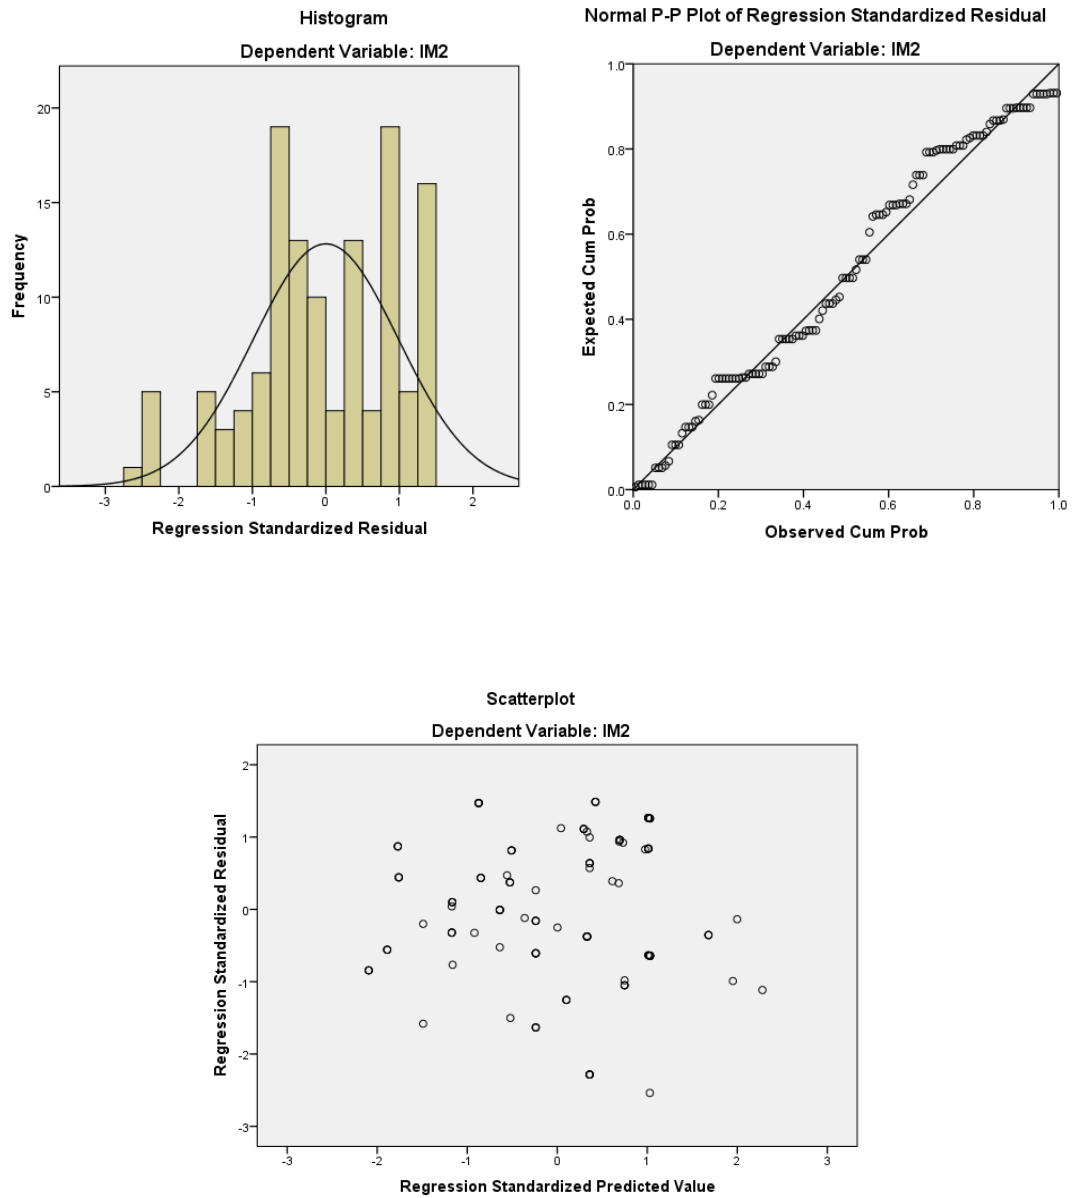 Histogram
Dependent Variable: IM2
20
15
10
5
0
Frequency
-3 -2 -1 0 1 2
Regression Standardized Residual
Normal P-P Plot of Regression Standardized Residual
Dependent Variable: IM2
1.0
0.8
0.6
0.4
0.2
0.0
Expected Cum Prob
0.0 0.2 0.4 0.6 0.8 1.0
Observed Cum Prob
Scatterplot
Dependent Variable: IM2
2
1
0
-1
-2
-3
Regression Standardized Residual
-3 -2 -1 0 1 2 3
Regression Standardized Predicted Value